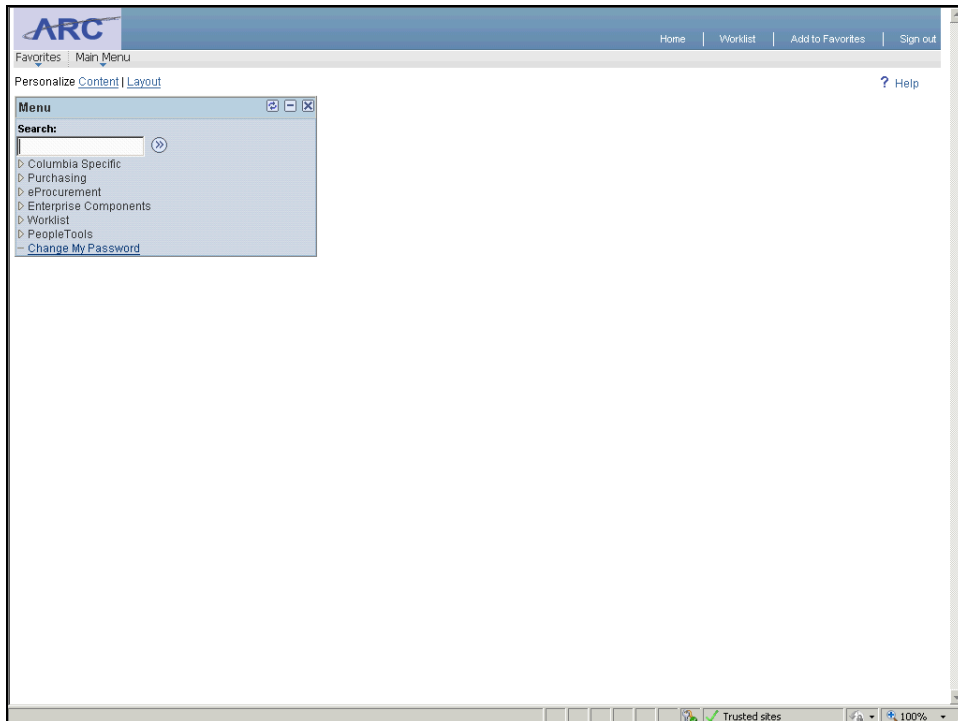 ARC
Home | Worklist | Add to Favorites | Sign out
Favorites Main Menu
Personalize Content | Layout
? Help
Menu
Search:
Columbia Specific
Purchasing
eProcurement
Enterprise Components
Worklist
PeopleTools
Change My Password
Trusted sites 100%